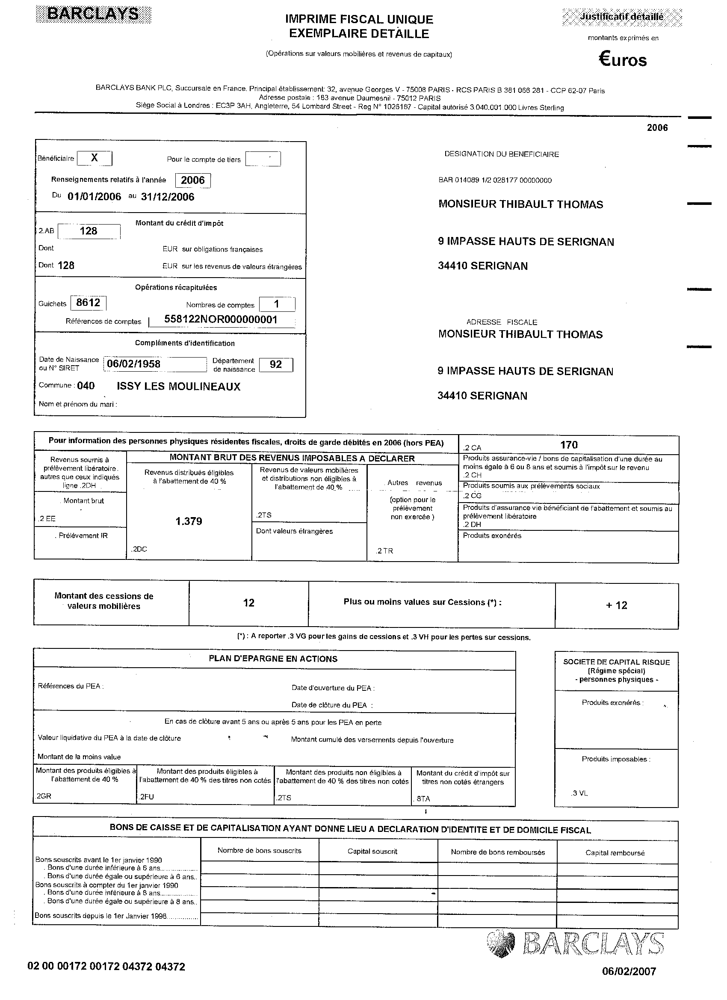 BARCLAYS
IMPRIME FISCAL UNIQUE
EXEMPLAIRE DETAILLE
(Opérations sur valeurs mobilières et revenus de capitaux)
Justificatif détaillé
montants exprimés en
€uros
BARCLAYS BANK PLC, Succursale en France. Principal établissement: 32, avenue Georges V - 75008 PARIS - RCS PARIS B 381 066 281 - CCP 62-07 Paris
Adresse postale : 183 avenue Daumesnil - 75012 PARIS
Siège Social à Londres : EC3P 3AH, Angleterre, 54 Lombard Street - Reg N° 1026167 - Capital autorisé 3.040.001.000 Livres Sterling
2006
Bénéficiaire X Pour le compte de tiers
Renseignements relatifs à l'année 2006
Du 01/01/2006 au 31/12/2006
Montant du crédit d'impôt
2.AB 128
Dont EUR sur obligations françaises
Dont 128 EUR sur les revenus de valeurs étrangères
Opérations récapitulées
Guichets 8612 Nombres de comptes 1
Références de comptes 558122NOR000000001
Compléments d'identification
Date de Naissance
ou N° SIRET 06/02/1958 Département
de naissance 92
Commune : 040 ISSY LES MOULINEAUX
Nom et prénom du mari :
DESIGNATION DU BENEFICIAIRE
BAR 014089 1/2 028177 00000000
MONSIEUR THIBAULT THOMAS
9 IMPASSE HAUTS DE SERIGNAN
34410 SERIGNAN
ADRESSE FISCALE
MONSIEUR THIBAULT THOMAS
9 IMPASSE HAUTS DE SERIGNAN
34410 SERIGNAN
Pour information des personnes physiques résidentes fiscales, droits de garde débités en 2006 (hors PEA)
.2 CA 170
Revenus soumis à
prélèvement libératoire.
autres que ceux indiqués
ligne .2DH
. Montant brut
.2 EE
. Prélèvement IR
MONTANT BRUT DES REVENUS IMPOSABLES A DECLARER
Revenus distribués éligibles
à l'abattement de 40 %
1.379
.2DC
Revenus de valeurs mobilières
et distributions non éligibles à
l'abattement de 40 %
.2TS
Dont valeurs étrangères
Autres revenus
(option pour le
prélèvement
non exercée )
.2 TR
Produits assurance-vie / bons de capitalisation d'une durée au
moins égale à 6 ou 8 ans et soumis à l'impôt sur le revenu
.2 CH
Produits soumis aux prélèvements sociaux
.2 CG
Produits d'assurance vie bénéficiant de l'abattement et soumis au
prélèvement libératoire
.2 DH
Produits exonérés
Montant des cessions de
valeurs mobilières
12
Plus ou moins values sur Cessions (*) :
+ 12
(*) : A reporter .3 VG pour les gains de cessions et .3 VH pour les pertes sur cessions.
PLAN D'EPARGNE EN ACTIONS
Références du PEA : Date d'ouverture du PEA :
Date de clôture du PEA :
En cas de clôture avant 5 ans ou après 5 ans pour les PEA en perte
Valeur liquidative du PEA à la date de clôture Montant cumulé des versements depuis l'ouverture
Montant de la moins value
Montant des produits éligibles à
l'abattement de 40 %
.2GR
Montant des produits éligibles à
l'abattement de 40 % des titres non cotés
.2FU
Montant des produits non éligibles à
l'abattement de 40 % des titres non cotés
.2TS
Montant du crédit d'impôt sur
titres non cotés étrangers
. 8TA
SOCIETE DE CAPITAL RISQUE
(Régime spécial)
- personnes physiques -
Produits exonérés :
Produits imposables :
.3 VL
BONS DE CAISSE ET DE CAPITALISATION AYANT DONNE LIEU A DECLARATION D'IDENTITE ET DE DOMICILE FISCAL
Nombre de bons souscrits Capital souscrit Nombre de bons remboursés Capital remboursé
Bons souscrits avant le 1er janvier 1990
. Bons d'une durée inférieure à 6 ans..................
. Bons d'une durée égale ou supérieure à 6 ans..
Bons souscrits à compter du 1er janvier 1990
. Bons d'une durée inférieure à 8 ans..................
. Bons d'une durée égale ou supérieure à 8 ans..
Bons souscrits depuis le 1er Janvier 1998...............
BARCLAYS
02 00 00172 00172 04372 04372
06/02/2007